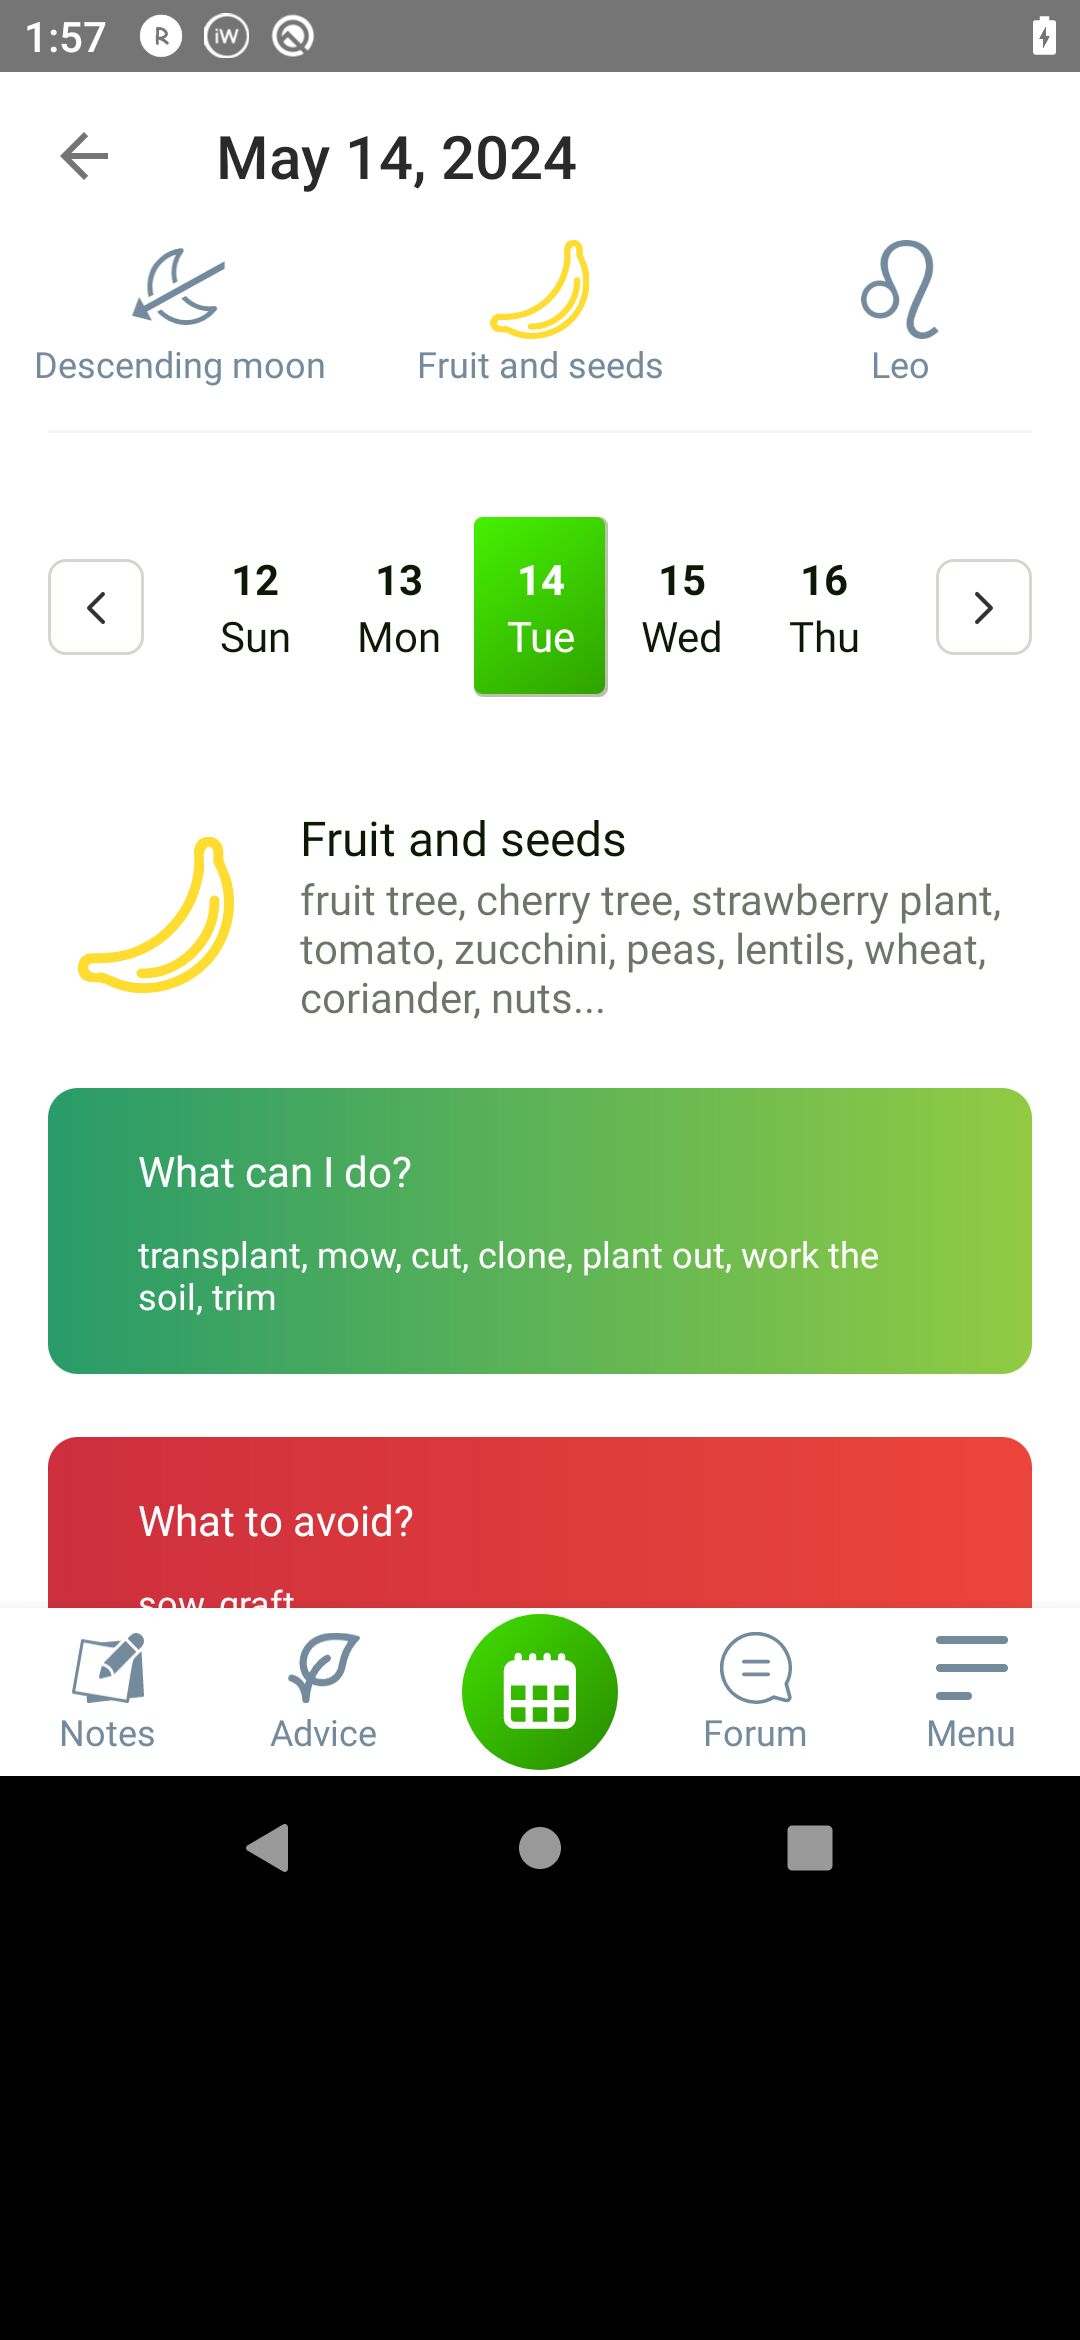 1:57
R
iW
May 14, 2024
Descending moon
Fruit and seeds
Leo
12
13
14
15
16
Sun
Mon
Tue
Wed
Thu
Fruit and seeds
fruit tree, cherry tree, strawberry plant,
tomato, zucchini, peas, lentils, wheat,
coriander, nuts...
What can I do?
transplant, mow, cut, clone, plant out, work the
soil, trim
What to avoid?
sow, graft
Notes
Advice
Forum
Menu